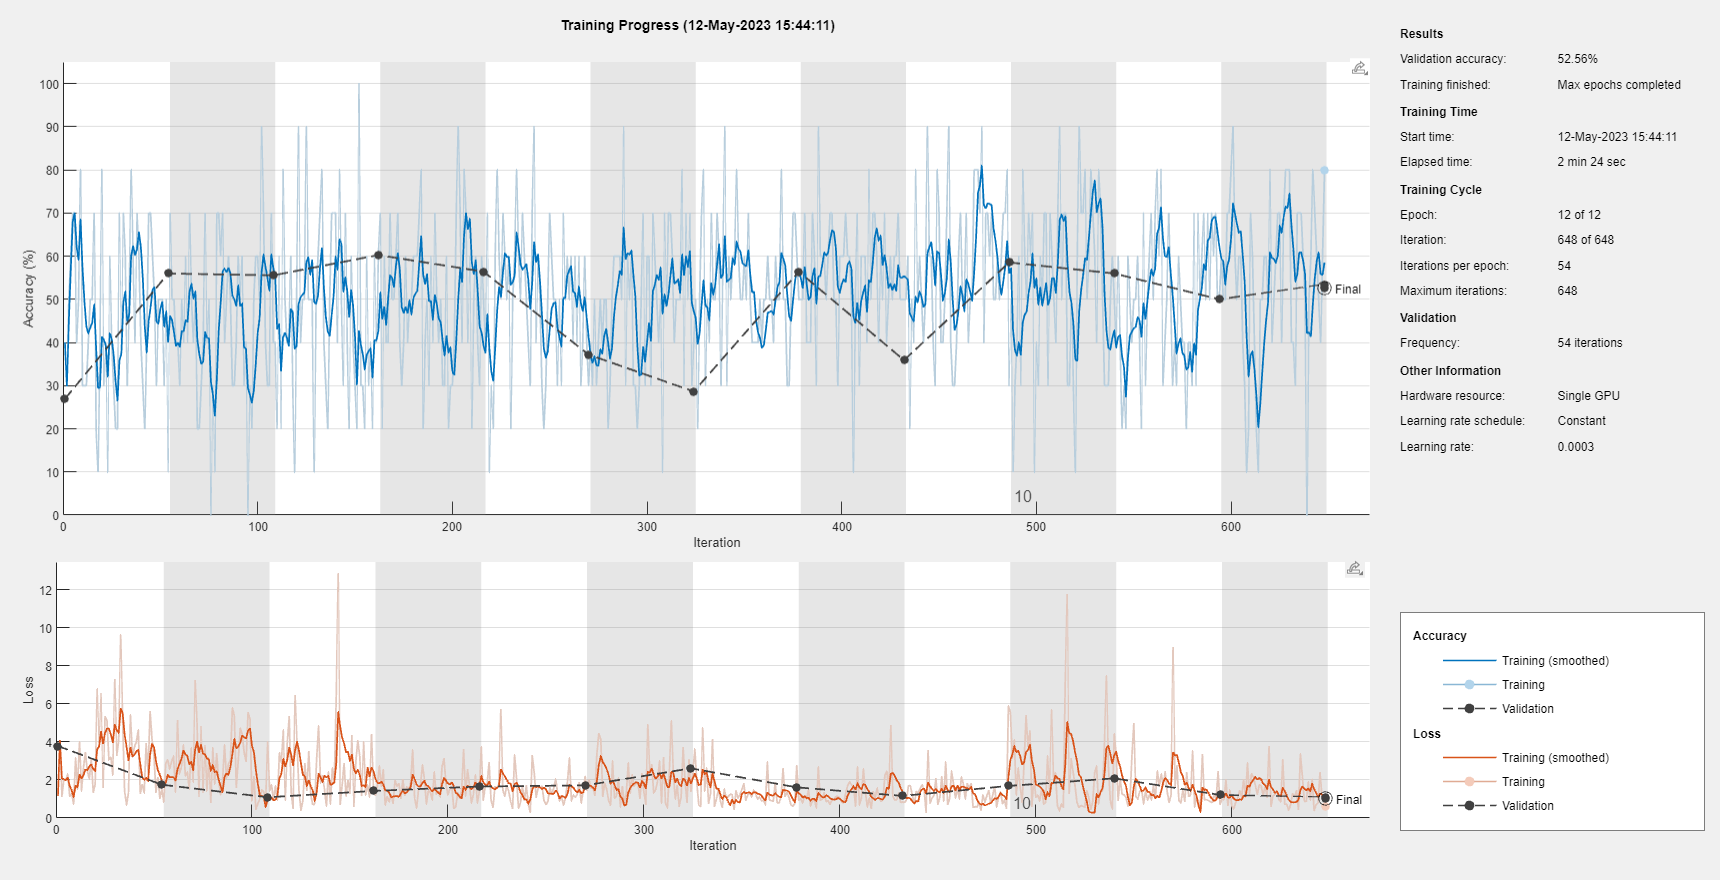 Training Progress (12-May-2023 15:44:11)
100
90
80
70
60
50
40
30
20
10
0
Accuracy (%)
Final
10
0 100 200 300 400 500 600
Iteration
12
10
8
6
4
2
0
Loss
Final
10
0 100 200 300 400 500 600
Iteration
Results
Validation accuracy: 52.56%
Training finished: Max epochs completed
Training Time
Start time: 12-May-2023 15:44:11
Elapsed time: 2 min 24 sec
Training Cycle
Epoch: 12 of 12
Iteration: 648 of 648
Iterations per epoch: 54
Maximum iterations: 648
Validation
Frequency: 54 iterations
Other Information
Hardware resource: Single GPU
Learning rate schedule: Constant
Learning rate: 0.0003
Accuracy
Training (smoothed)
Training
Validation
Loss
Training (smoothed)
Training
Validation